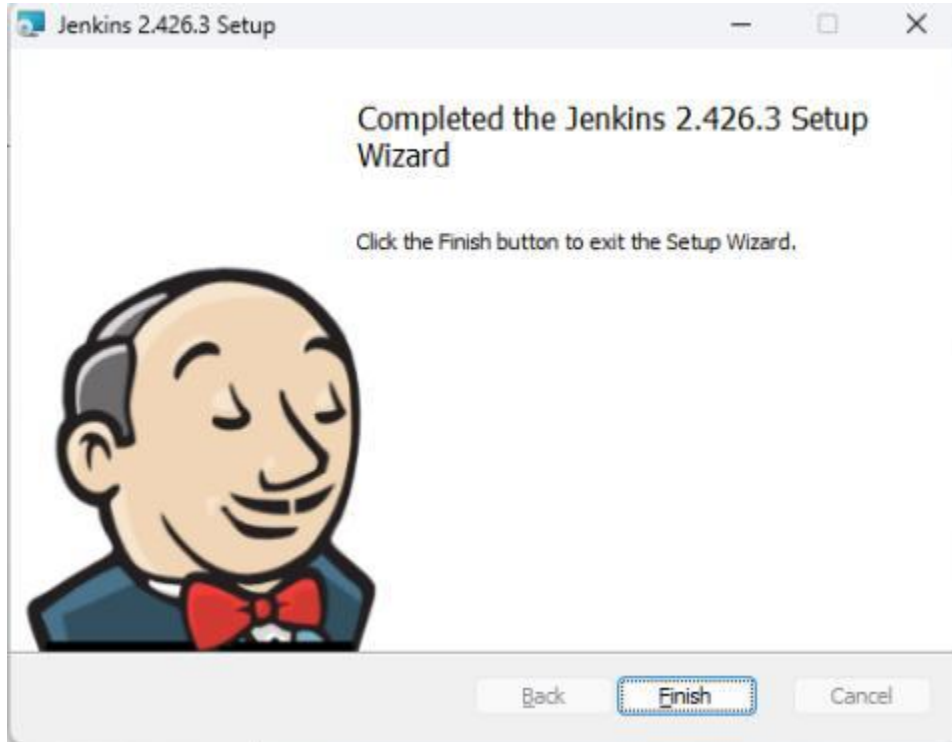 Jenkins 2.426.3 Setup
Completed the Jenkins 2.426.3 Setup
Wizard
Click the Finish button to exit the Setup Wizard.
Back Finish Cancel